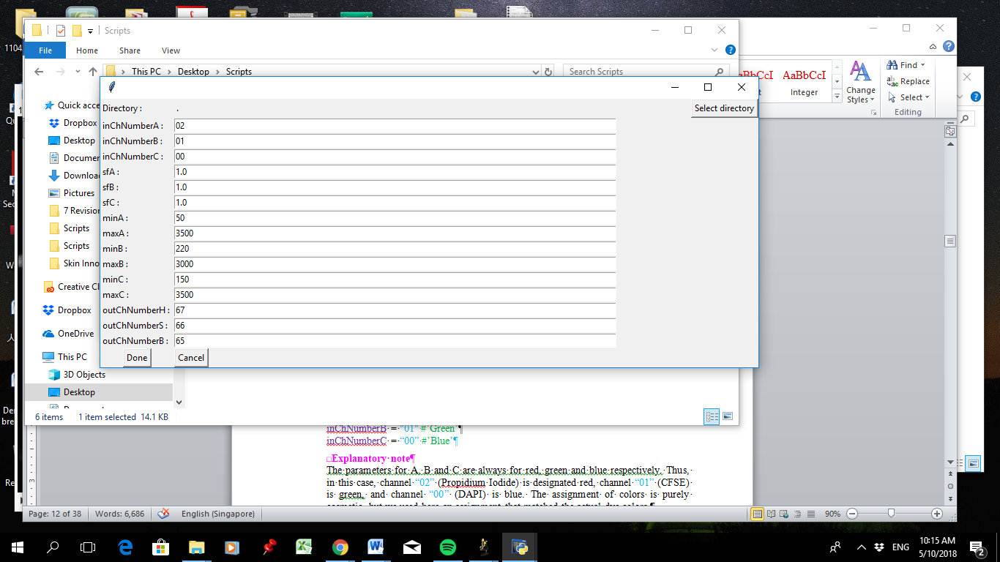 1104
Scripts
File Home Share View
This PC Desktop Scripts
Search Scripts
AaBbCcI
Integer
Change
Styles
Find
Replace
Select
Editing
Directory : .
Select directory
inChNumberA : 02
inChNumberB : 01
inChNumberC : 00
sfA : 1.0
sfB : 1.0
sfC : 1.0
minA : 50
maxA : 3500
minB : 220
maxB : 3000
minC : 150
maxC : 3500
outChNumberH : 67
outChNumberS : 66
outChNumberB : 65
Done Cancel
Quick acce
Dropbox
Desktop
Documen
Downloa
Pictures
7 Revision
Scripts
Scripts
Skin Inno
Creative Cl
Dropbox
OneDrive
This PC
3D Objects
Desktop
6 items 1 item selected 14.1 KB
inChNumberB·=·"01"·#'Green'¶
inChNumberC·=·“00”·#'Blue'¶
□Explanatory·note¶
The·parameters·for·A,·B·and·C·are·always·for·red,·green·and·blue·respectively.·Thus,·
in·this·case,·channel·“02”·(Propidium·Iodide)·is·designated·red,·channel·“01”·(CFSE)·
is·green,·and·channel·“00”·(DAPI)·is·blue.·The·assignment·of·colors·is·purely·
Page: 12 of 38 Words: 6,686 English (Singapore) 90%
ENG
10:15 AM
5/10/2018
2